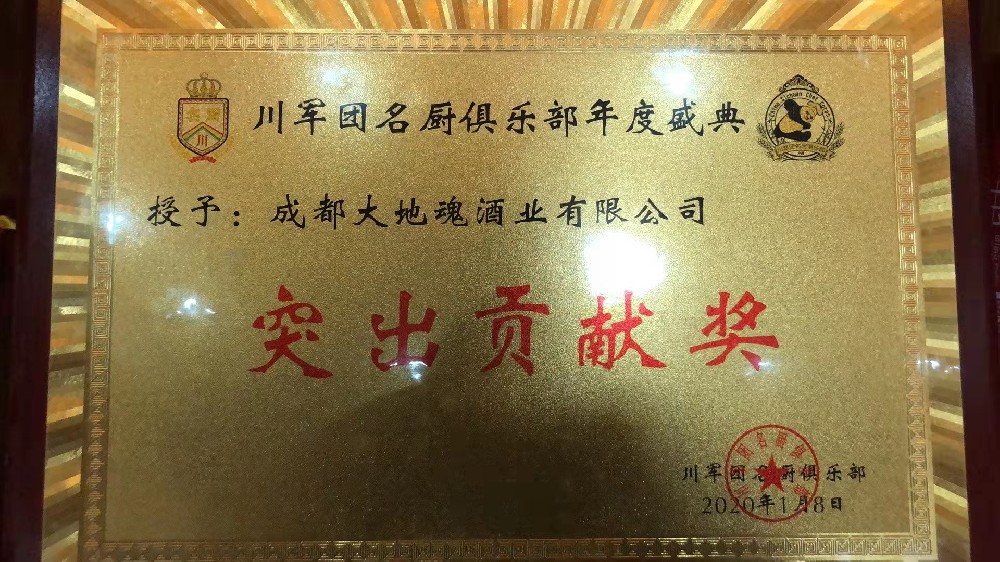 川军团名厨俱乐部年度盛典
授予：成都大地魂酒业有限公司
突出贡献奖
川军团名厨俱乐部
2020年1月8日